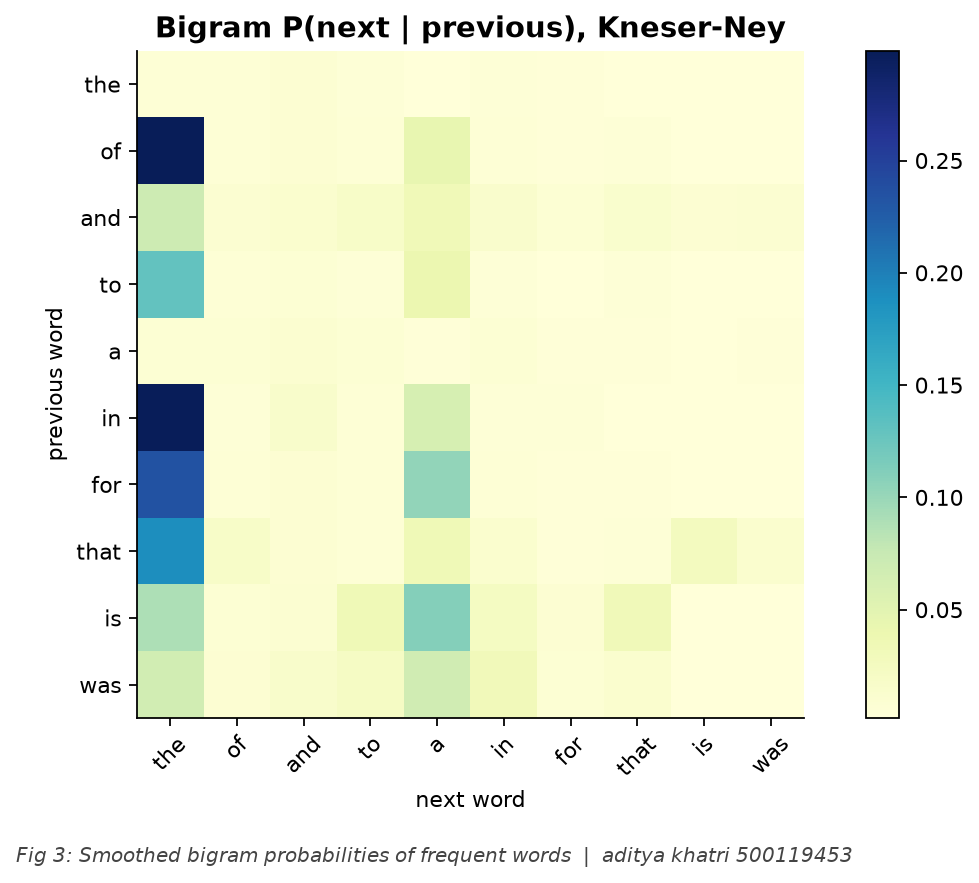 Bigram P(next | previous), Kneser-Ney
the
of
and
to
a
in
for
that
is
was
previous word
the of and to a in for that is was
next word
0.25
0.20
0.15
0.10
0.05
Fig 3: Smoothed bigram probabilities of frequent words | aditya khatri 500119453